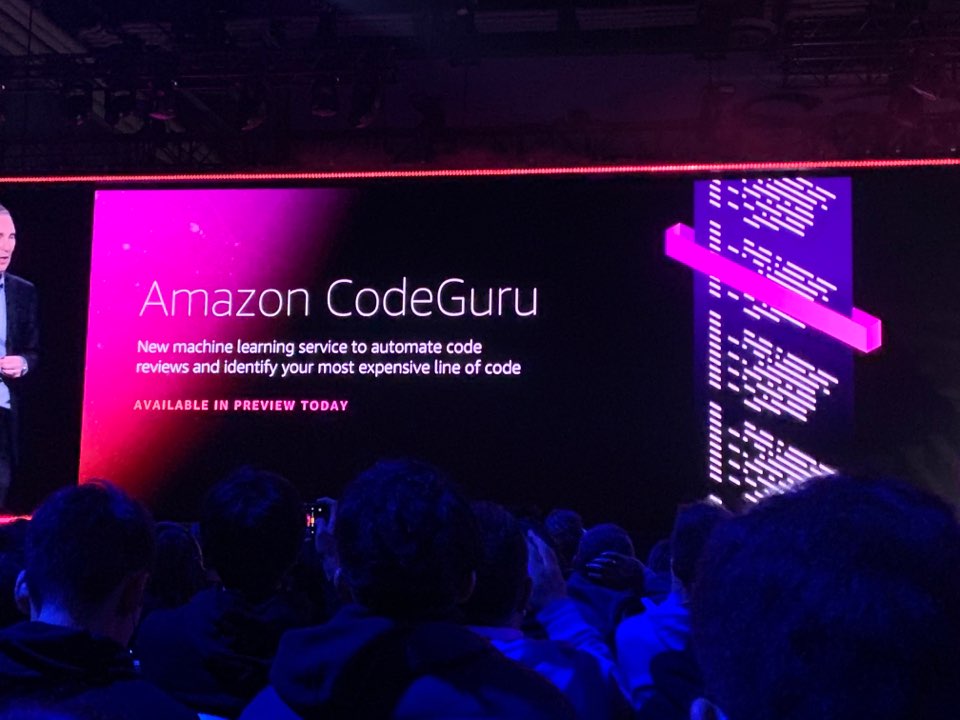 Amazon CodeGuru
New machine learning service to automate code
reviews and identify your most expensive line of code
AVAILABLE IN PREVIEW TODAY